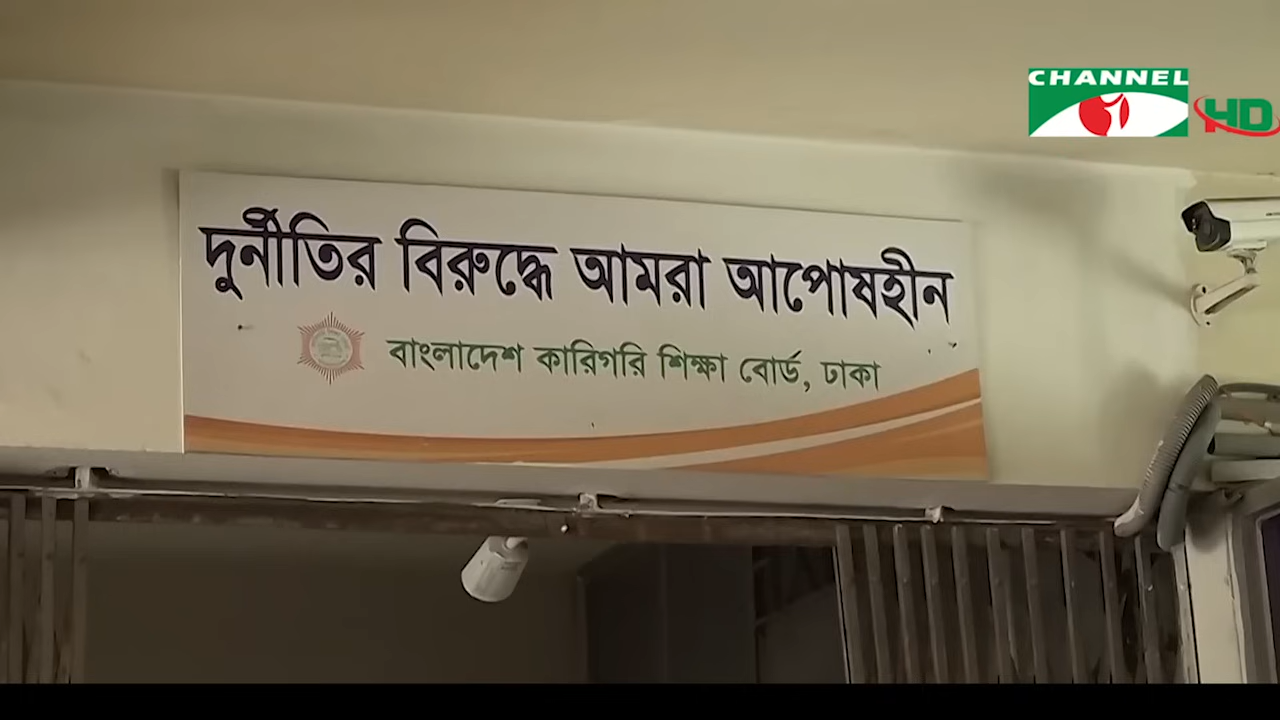 CHANNEL
HD
দুর্নীতির বিরুদ্ধে আমরা আপোষহীন
বাংলাদেশ কারিগরি শিক্ষা বোর্ড, ঢাকা